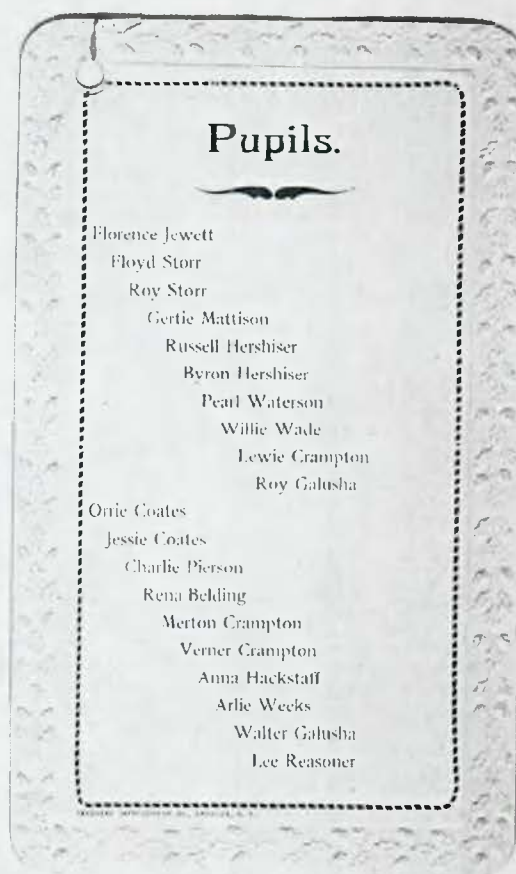 Pupils.
Florence Jewett
Floyd Storr
Roy Storr
Gertie Mattison
Russell Hershiser
Byron Hershiser
Pearl Waterson
Willie Wade
Lewie Crampton
Roy Galusha
Orrie Coates
Jessie Coates
Charlie Pierson
Rena Belding
Merton Crampton
Verner Crampton
Anna Hackstaff
Arlie Weeks
Walter Galusha
Lee Reasoner